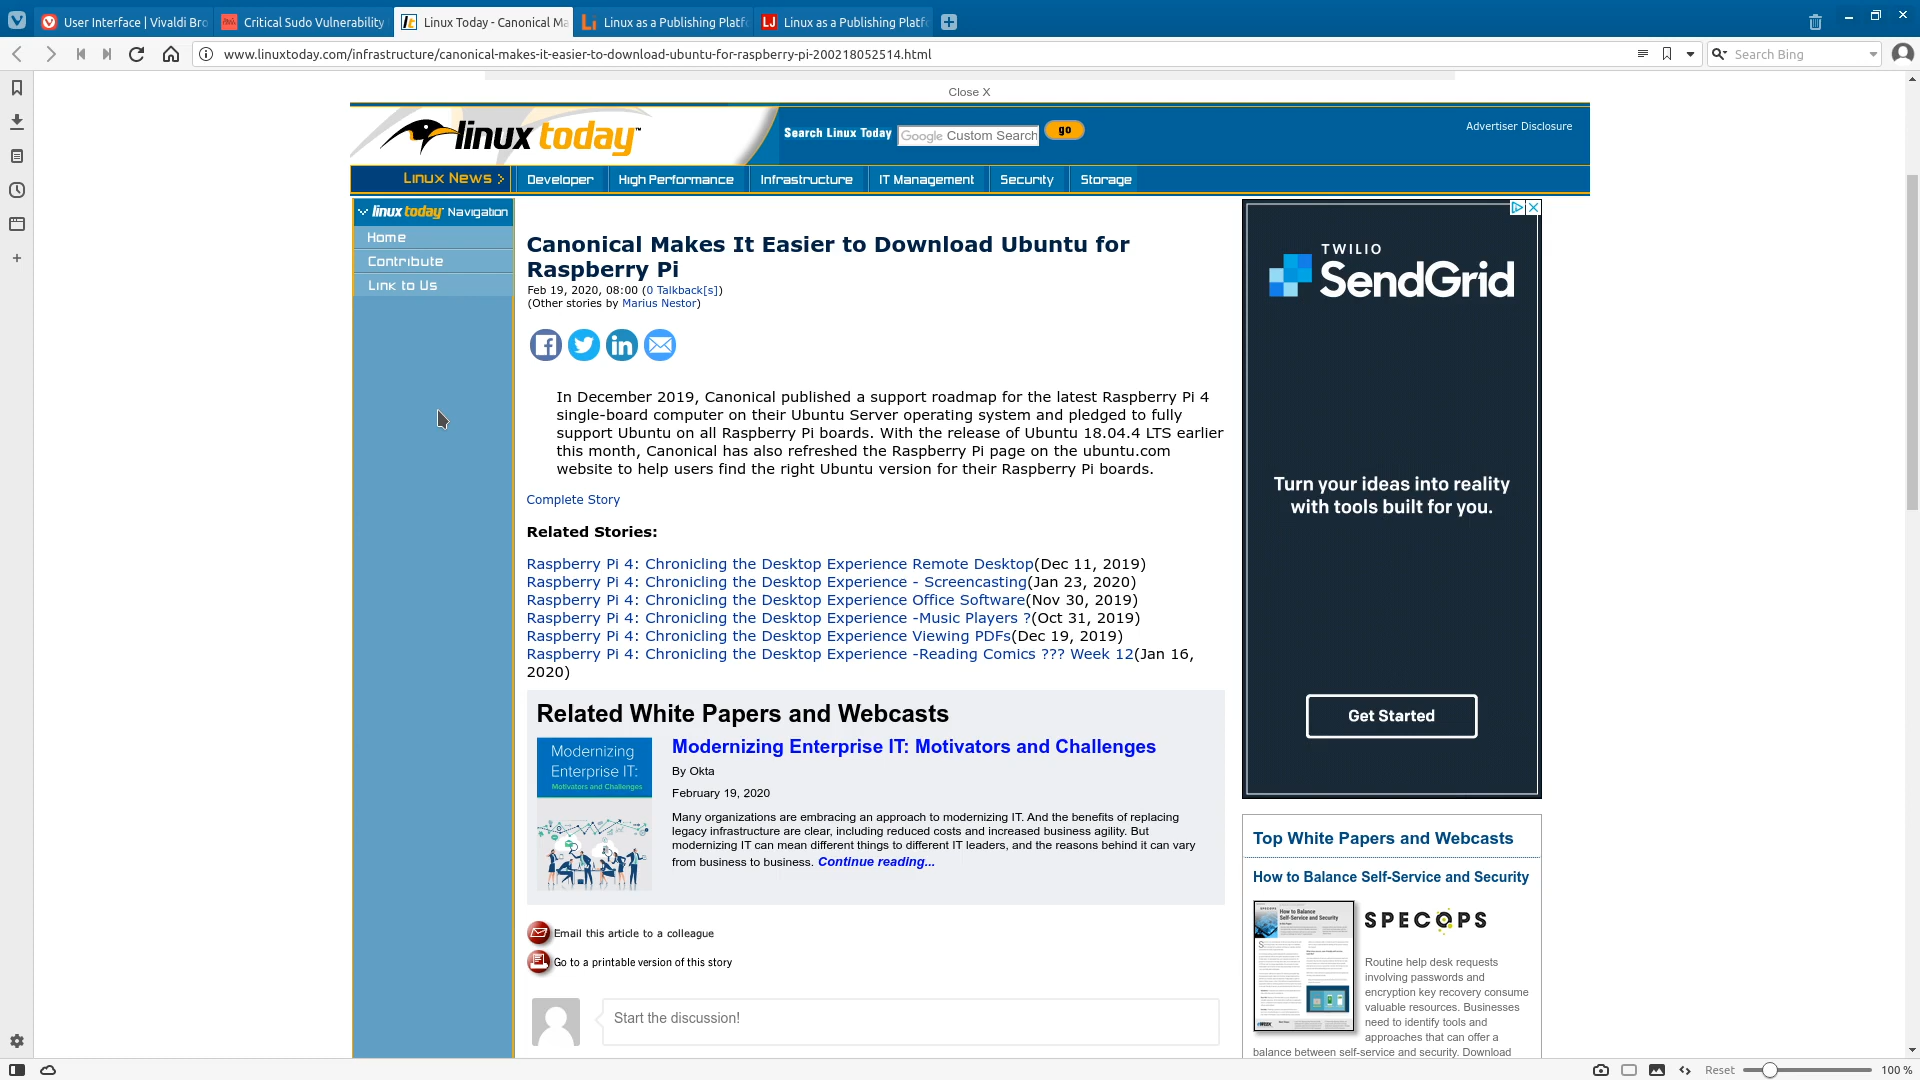 User Interface | Vivaldi Bro
Critical Sudo Vulnerability
Linux Today - Canonical Ma
Linux as a Publishing Platf
Linux as a Publishing Platf
www.linuxtoday.com/infrastructure/canonical-makes-it-easier-to-download-ubuntu-for-raspberry-pi-200218052514.html
Search Bing
Close X
linux today
Search Linux Today
Google Custom Search
go
Advertiser Disclosure
Linux News >
Developer
High Performance
Infrastructure
IT Management
Security
Storage
linux today Navigation
Home
Contribute
Link to Us
Canonical Makes It Easier to Download Ubuntu for
Raspberry Pi
Feb 19, 2020, 08:00 (0 Talkback[s])
(Other stories by Marius Nestor)
In December 2019, Canonical published a support roadmap for the latest Raspberry Pi 4
single-board computer on their Ubuntu Server operating system and pledged to fully
support Ubuntu on all Raspberry Pi boards. With the release of Ubuntu 18.04.4 LTS earlier
this month, Canonical has also refreshed the Raspberry Pi page on the ubuntu.com
website to help users find the right Ubuntu version for their Raspberry Pi boards.
Complete Story
Related Stories:
Raspberry Pi 4: Chronicling the Desktop Experience Remote Desktop(Dec 11, 2019)
Raspberry Pi 4: Chronicling the Desktop Experience - Screencasting(Jan 23, 2020)
Raspberry Pi 4: Chronicling the Desktop Experience Office Software(Nov 30, 2019)
Raspberry Pi 4: Chronicling the Desktop Experience -Music Players ?(Oct 31, 2019)
Raspberry Pi 4: Chronicling the Desktop Experience Viewing PDFs(Dec 19, 2019)
Raspberry Pi 4: Chronicling the Desktop Experience -Reading Comics ??? Week 12(Jan 16,
2020)
Related White Papers and Webcasts
Modernizing
Enterprise IT:
Motivators and Challenges
Modernizing Enterprise IT: Motivators and Challenges
By Okta
February 19, 2020
Many organizations are embracing an approach to modernizing IT. And the benefits of replacing
legacy infrastructure are clear, including reduced costs and increased business agility. But
modernizing IT can mean different things to different IT leaders, and the reasons behind it can vary
from business to business. Continue reading...
Email this article to a colleague
Go to a printable version of this story
Start the discussion!
TWILIO
SendGrid
Turn your ideas into reality
with tools built for you.
Get Started
Top White Papers and Webcasts
How to Balance Self-Service and Security
How to Balance
Self-Service and Security
SPECOPS
Routine help desk requests
involving passwords and
encryption key recovery consume
valuable resources. Businesses
need to identify tools and
approaches that can offer a
balance between self-service and security. Download
Reset
100 %